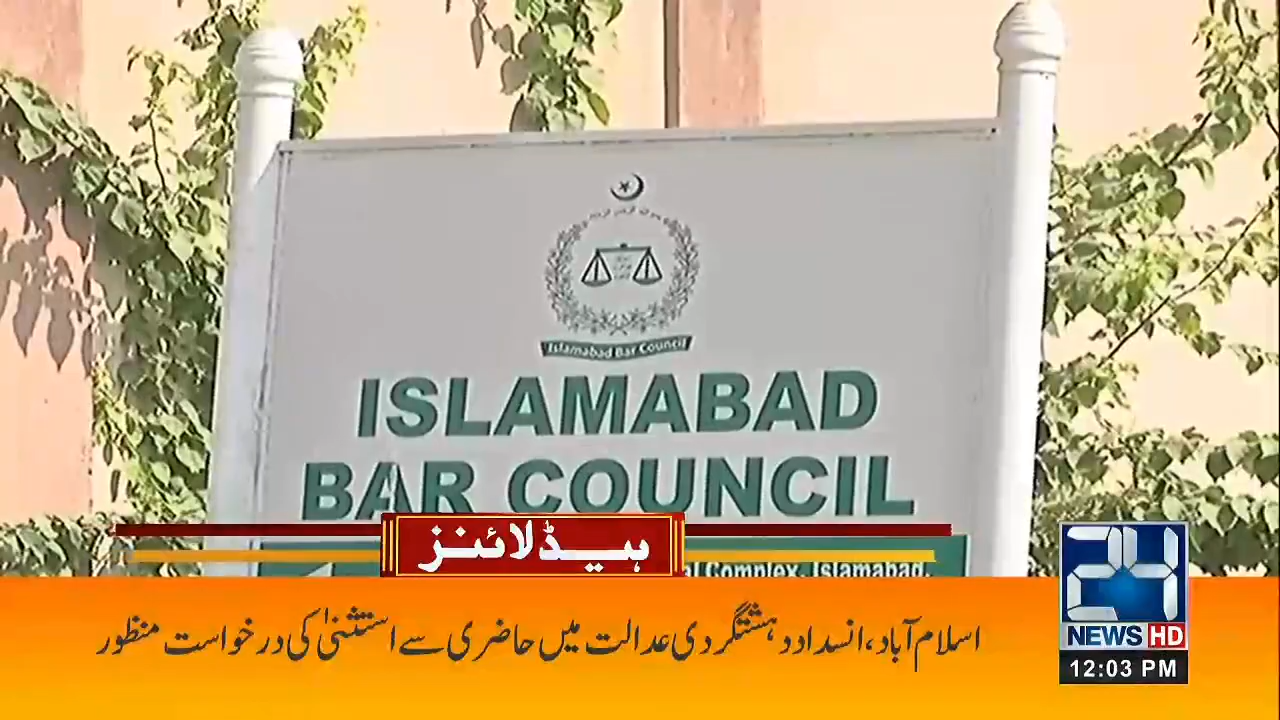 Islamabad Bar Council
ISLAMABAD
BAR COUNCIL
Complex, Islamabad.
ہیڈلائنز
اسلام آباد، انسداد دہشتگردی عدالت میں حاضری سے استثنیٰ کی درخواست منظور
24
NEWS HD
12:03 PM